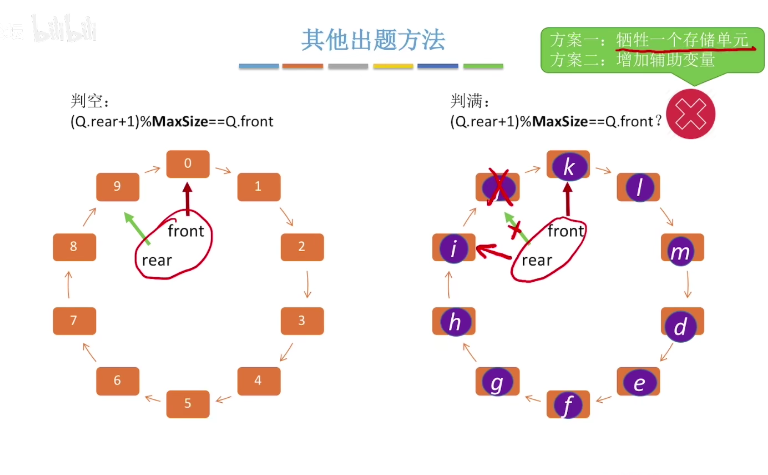 bilibili
其他出题方法
方案一：牺牲一个存储单元
方案二：增加辅助变量
判空：
(Q.rear+1)%MaxSize==Q.front
判满：
(Q.rear+1)%MaxSize==Q.front？
0
9
1
front
rear
8
2
7
3
6
4
5
k
l
front
rear
i
m
h
d
g
e
f